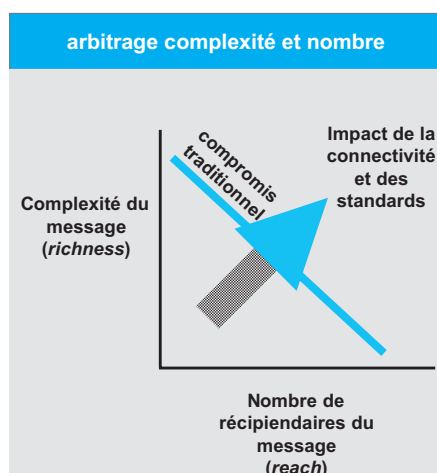 arbitrage complexité et nombre
compromis
traditionnel
Impact de la
connectivité
et des
standards
Complexité du
message
(richness)
Nombre de
récipiendaires du
message
(reach)